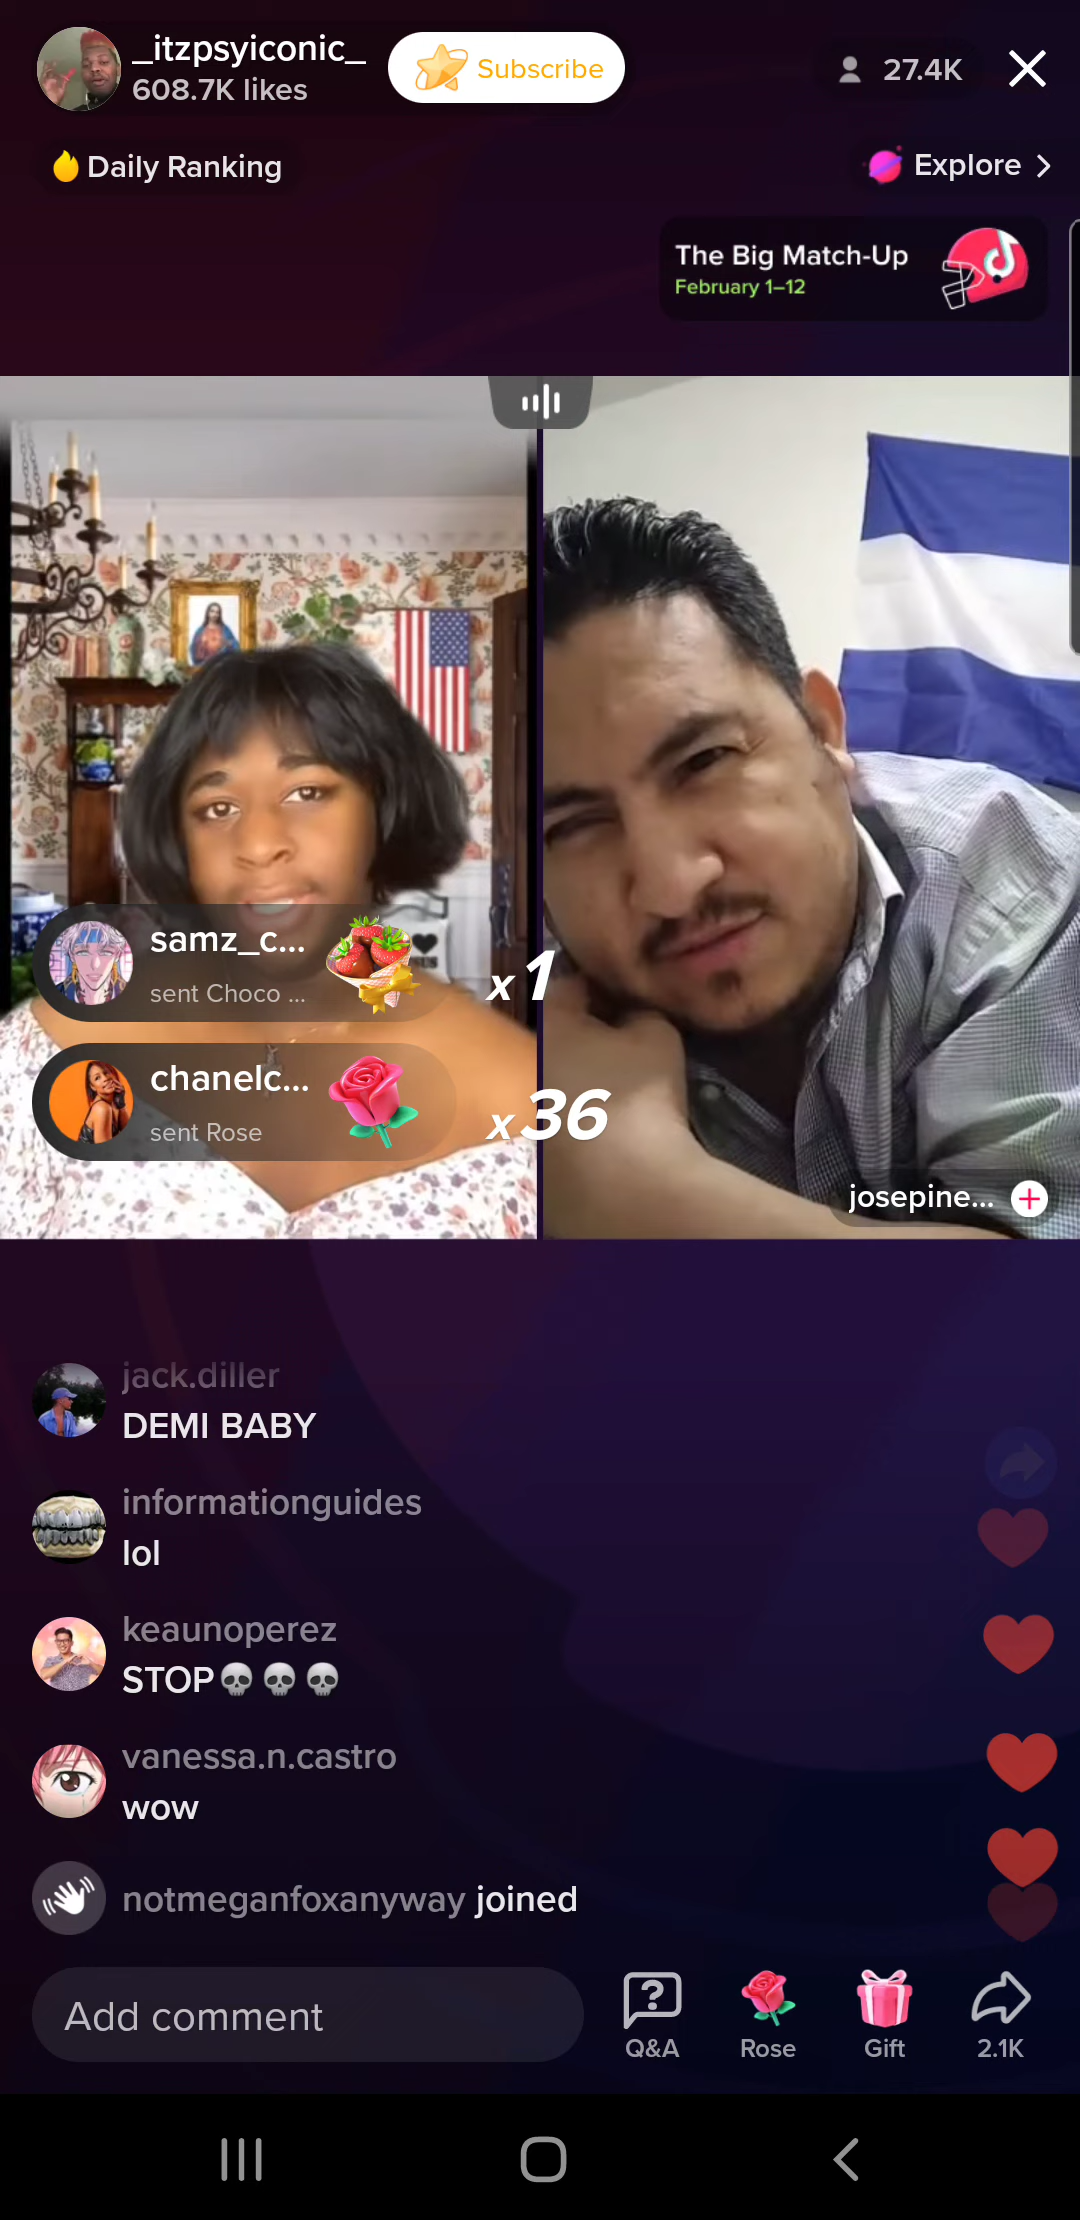 _itzpsyiconic_
608.7K likes
Subscribe
27.4K
Daily Ranking
Explore
The Big Match-Up
February 1–12
samz_c...
sent Choco ...
x1
chanelc...
sent Rose
x36
josepine...
jack.diller
DEMI BABY
informationguides
lol
keaunoperez
STOP💀💀💀
vanessa.n.castro
wow
notmeganfoxanyway joined
Add comment
Q&A
Rose
Gift
2.1K